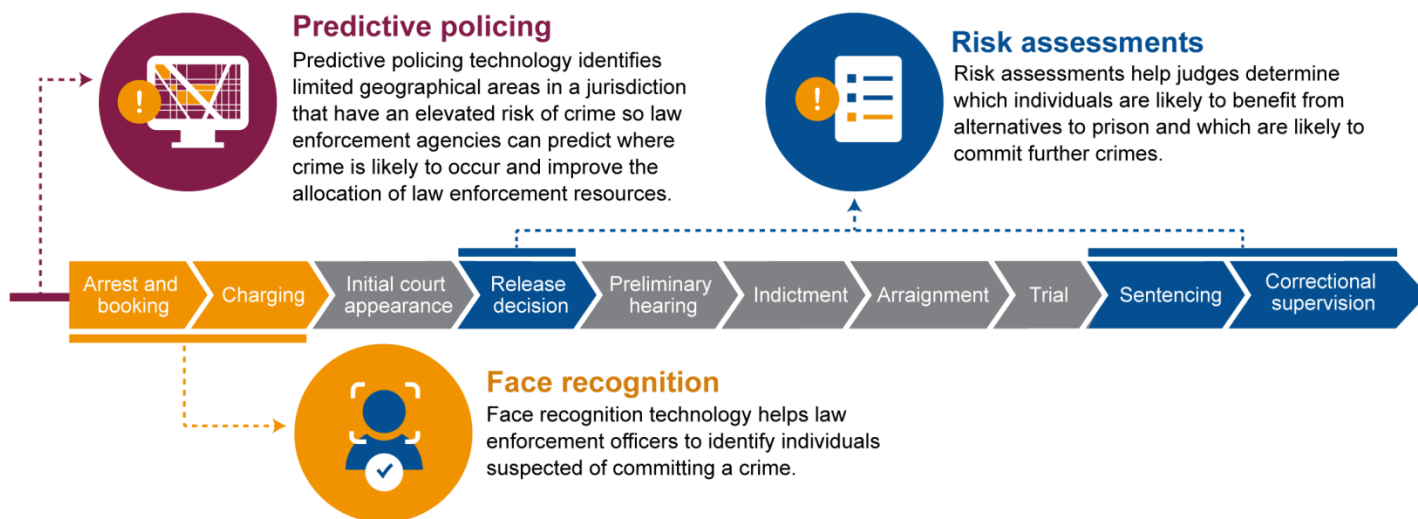 Predictive policing
Predictive policing technology identifies
limited geographical areas in a jurisdiction
that have an elevated risk of crime so law
enforcement agencies can predict where
crime is likely to occur and improve the
allocation of law enforcement resources.
Risk assessments
Risk assessments help judges determine
which individuals are likely to benefit from
alternatives to prison and which are likely to
commit further crimes.
Arrest and
booking
Charging
Initial court
appearance
Release
decision
Preliminary
hearing
Indictment
Arraignment
Trial
Sentencing
Correctional
supervision
Face recognition
Face recognition technology helps law
enforcement officers to identify individuals
suspected of committing a crime.